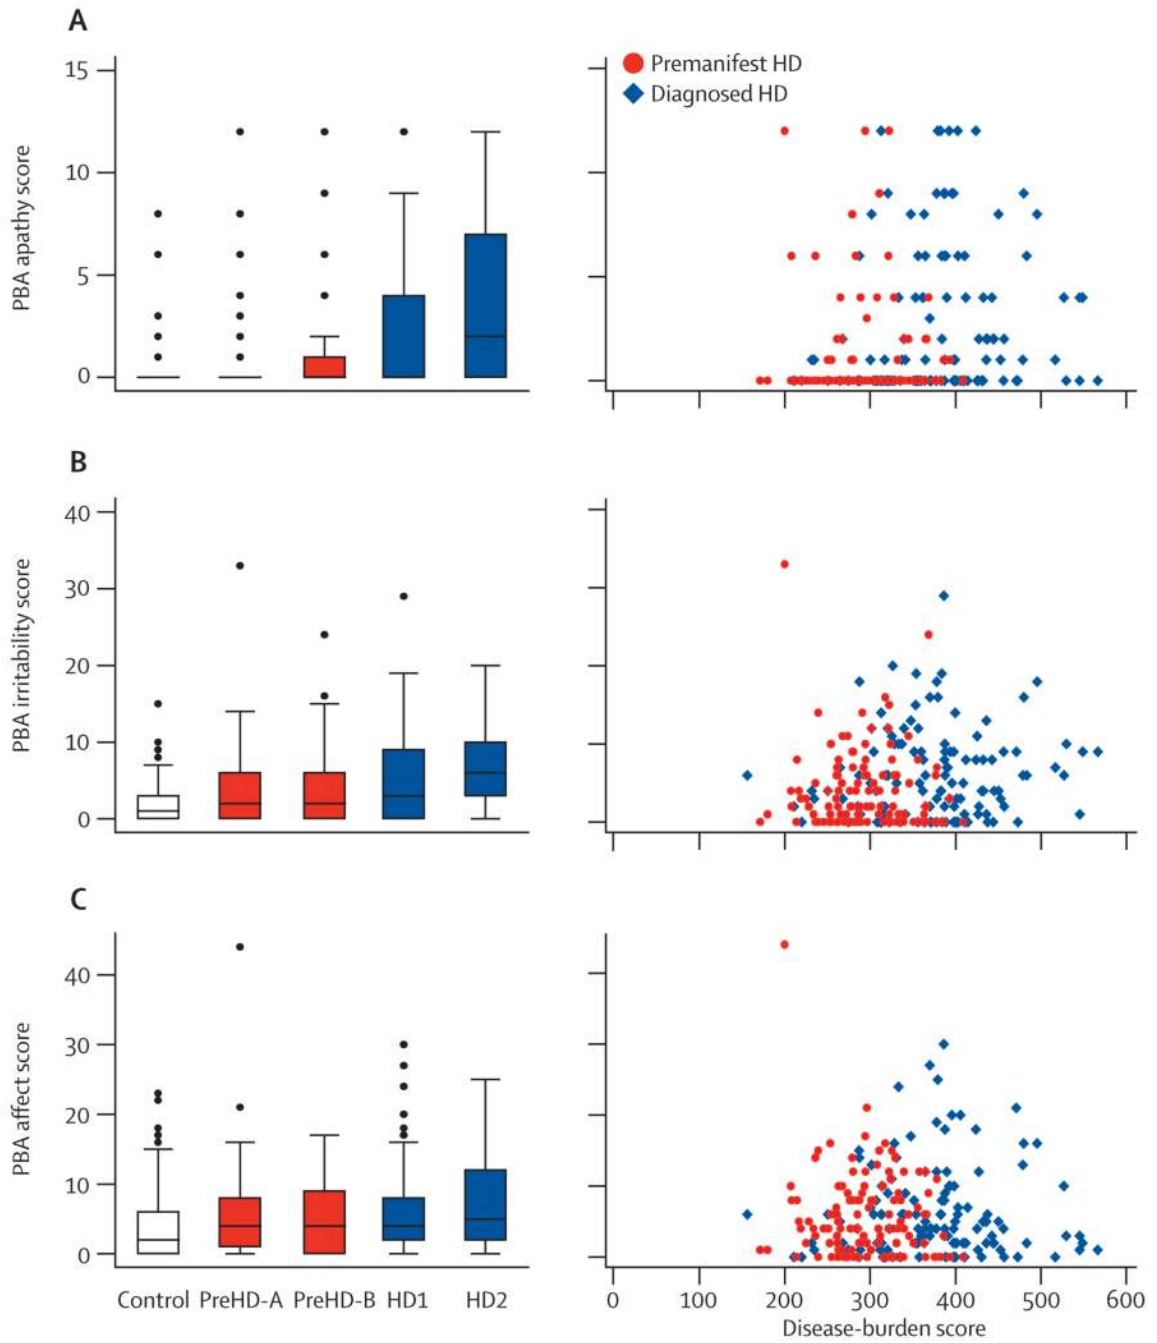 A
PBA apathy score
15
10
5
0
Premanifest HD
Diagnosed HD
B
PBA irritability score
40
30
20
10
0
C
PBA affect score
40
30
20
10
0
Control PreHD-A PreHD-B HD1 HD2
0 100 200 300 400 500 600
Disease-burden score